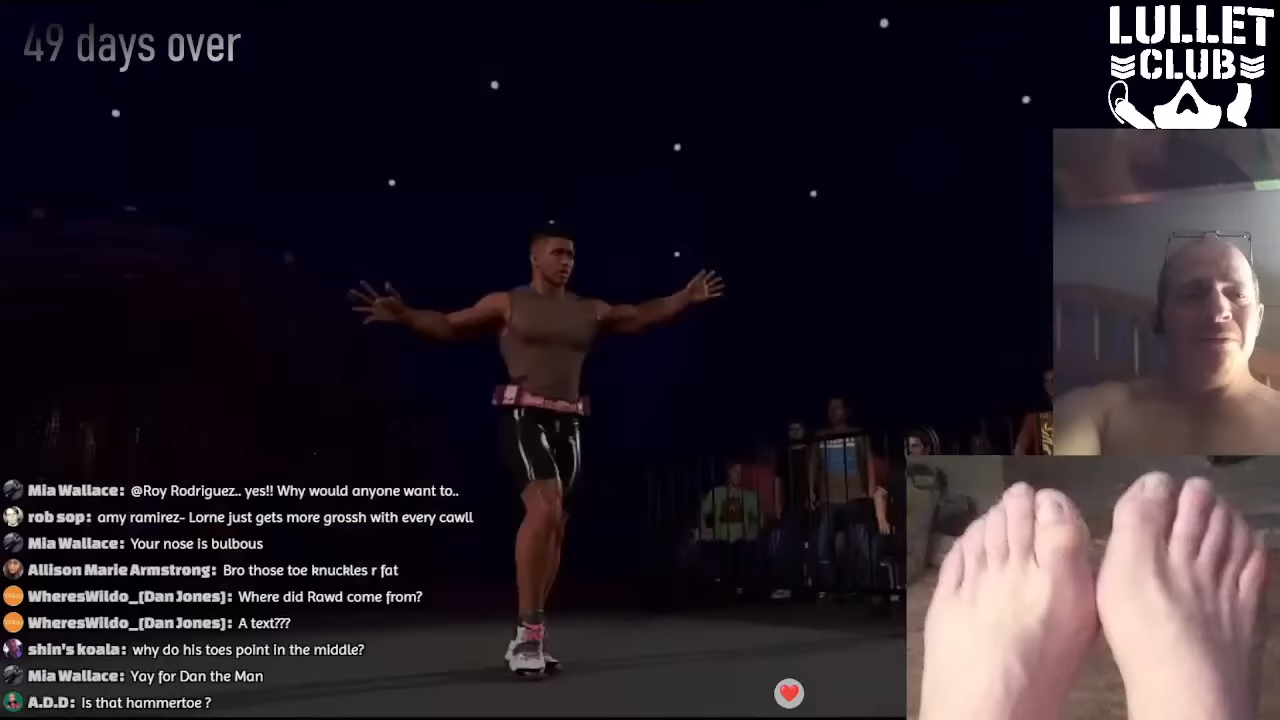 49 days over
LULLET
CLUB
Mia Wallace: @Roy Rodriguez.. yes!! Why would anyone want to..
rob sop: amy ramirez- Lorne just gets more grossh with every cawll
Mia Wallace: Your nose is bulbous
Allison Marie Armstrong: Bro those toe knuckles r fat
WheresWildo_(Dan Jones): Where did Rawd come from?
WheresWildo_(Dan Jones): A text???
shin's koala: why do his toes point in the middle?
Mia Wallace: Yay for Dan the Man
A.D.D: Is that hammertoe ?